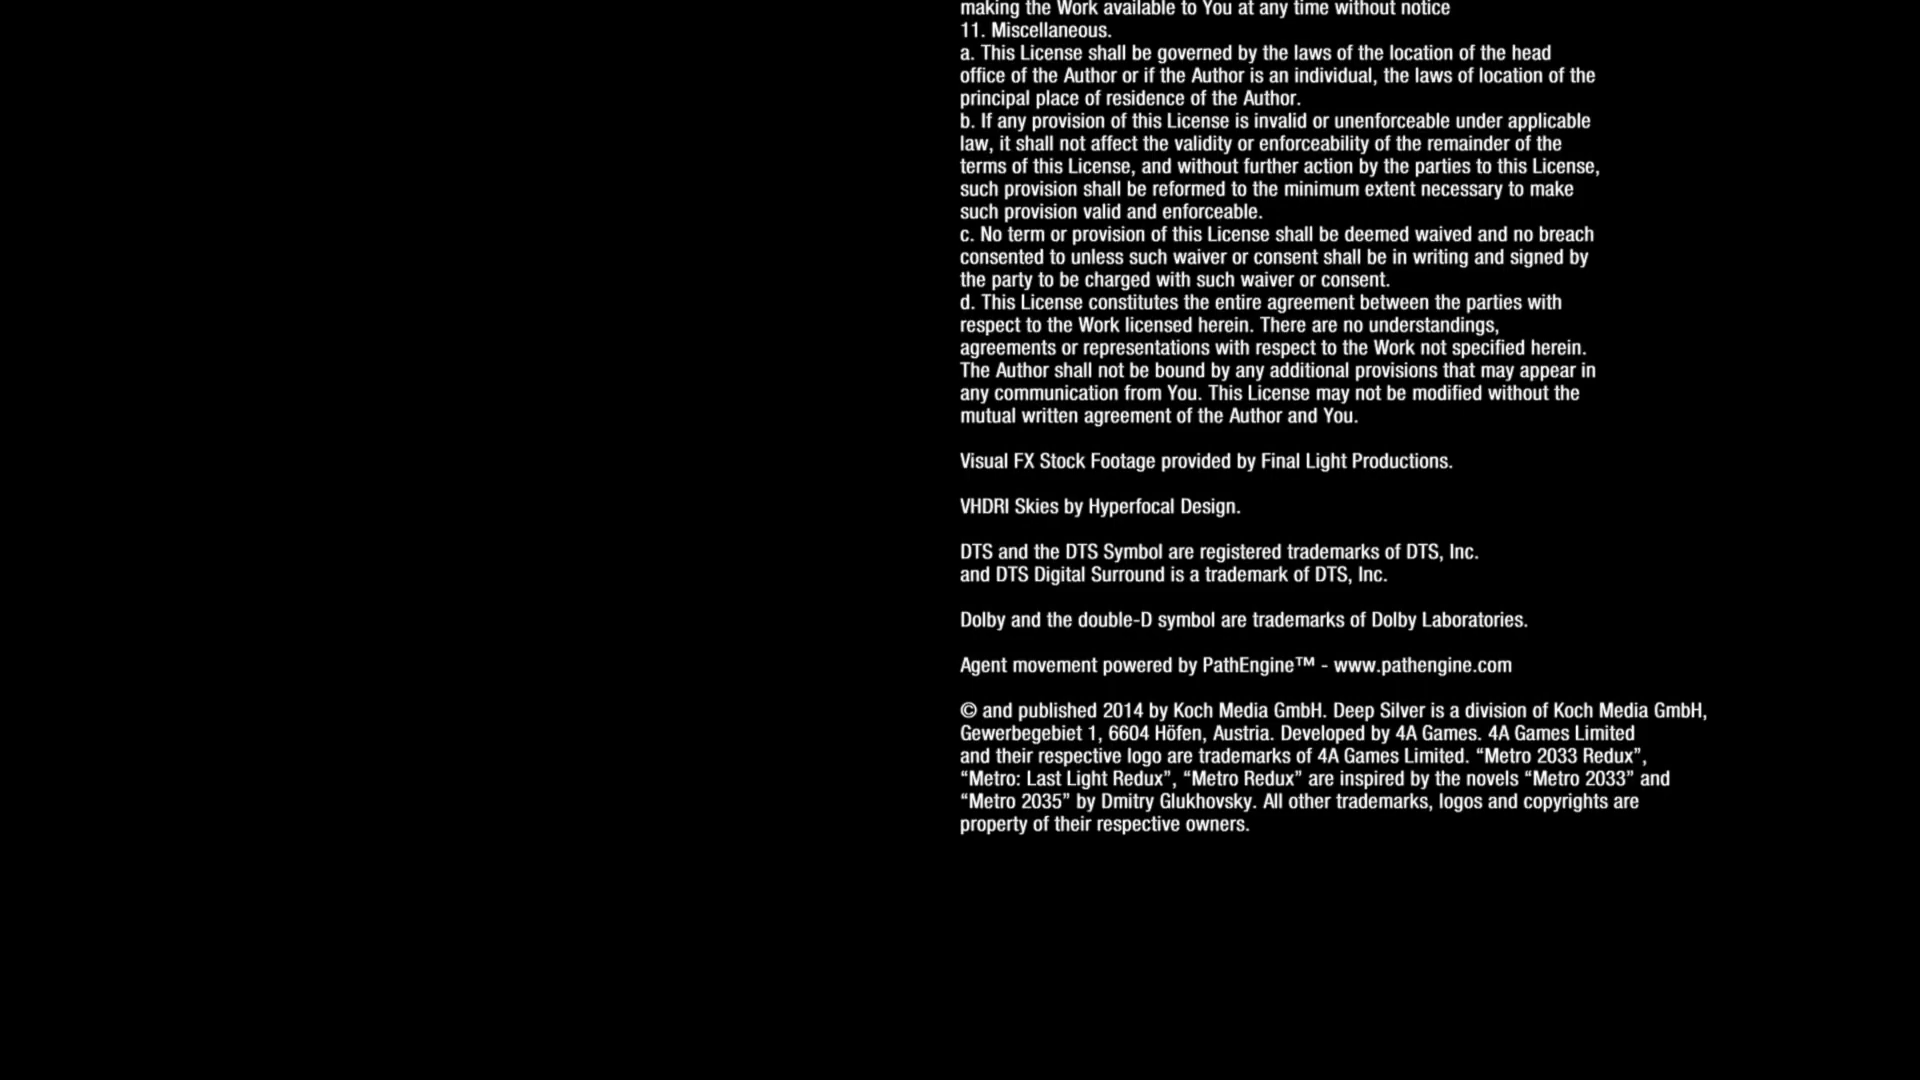 making the Work available to You at any time without notice
11. Miscellaneous.
a. This License shall be governed by the laws of the location of the head
office of the Author or if the Author is an individual, the laws of location of the
principal place of residence of the Author.
b. If any provision of this License is invalid or unenforceable under applicable
law, it shall not affect the validity or enforceability of the remainder of the
terms of this License, and without further action by the parties to this License,
such provision shall be reformed to the minimum extent necessary to make
such provision valid and enforceable.
c. No term or provision of this License shall be deemed waived and no breach
consented to unless such waiver or consent shall be in writing and signed by
the party to be charged with such waiver or consent.
d. This License constitutes the entire agreement between the parties with
respect to the Work licensed herein. There are no understandings,
agreements or representations with respect to the Work not specified herein.
The Author shall not be bound by any additional provisions that may appear in
any communication from You. This License may not be modified without the
mutual written agreement of the Author and You.
Visual FX Stock Footage provided by Final Light Productions.
VHDRI Skies by Hyperfocal Design.
DTS and the DTS Symbol are registered trademarks of DTS, Inc.
and DTS Digital Surround is a trademark of DTS, Inc.
Dolby and the double-D symbol are trademarks of Dolby Laboratories.
Agent movement powered by PathEngine™ - www.pathengine.com
© and published 2014 by Koch Media GmbH. Deep Silver is a division of Koch Media GmbH,
Gewerbegebiet 1, 6604 Höfen, Austria. Developed by 4A Games. 4A Games Limited
and their respective logo are trademarks of 4A Games Limited. “Metro 2033 Redux”,
“Metro: Last Light Redux”, “Metro Redux” are inspired by the novels “Metro 2033” and
“Metro 2035” by Dmitry Glukhovsky. All other trademarks, logos and copyrights are
property of their respective owners.